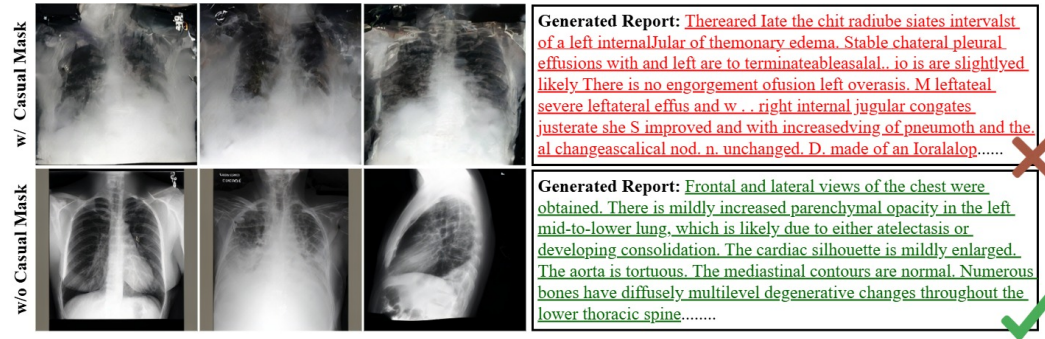 w/ Casual Mask
Generated Report: Thereared Iate the chit radiube siates intervalst
of a left internalJular of themonary edema. Stable chateral pleural
effusions with and left are to terminateableasalal.. io is are slightlyed
likely There is no engorgement ofusion left overasis. M leftateal
severe leftateral effus and w . . right internal jugular congates
justerate she S improved and with increasedving of pneumoth and the.
al changeascalical nod. n. unchanged. D. made of an Ioralalop......
w/o Casual Mask
Generated Report: Frontal and lateral views of the chest were
obtained. There is mildly increased parenchymal opacity in the left
mid-to-lower lung, which is likely due to either atelectasis or
developing consolidation. The cardiac silhouette is mildly enlarged.
The aorta is tortuous. The mediastinal contours are normal. Numerous
bones have diffusely multilevel degenerative changes throughout the
lower thoracic spine........